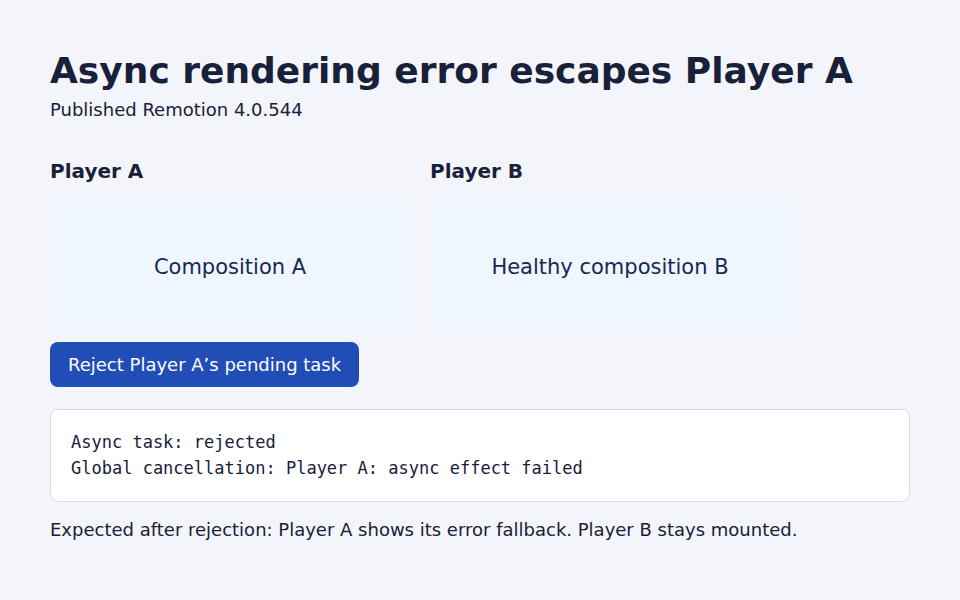 Async rendering error escapes Player A
Published Remotion 4.0.544
Player A
Player B
Composition A
Healthy composition B
Reject Player A’s pending task
Async task: rejected
Global cancellation: Player A: async effect failed
Expected after rejection: Player A shows its error fallback. Player B stays mounted.